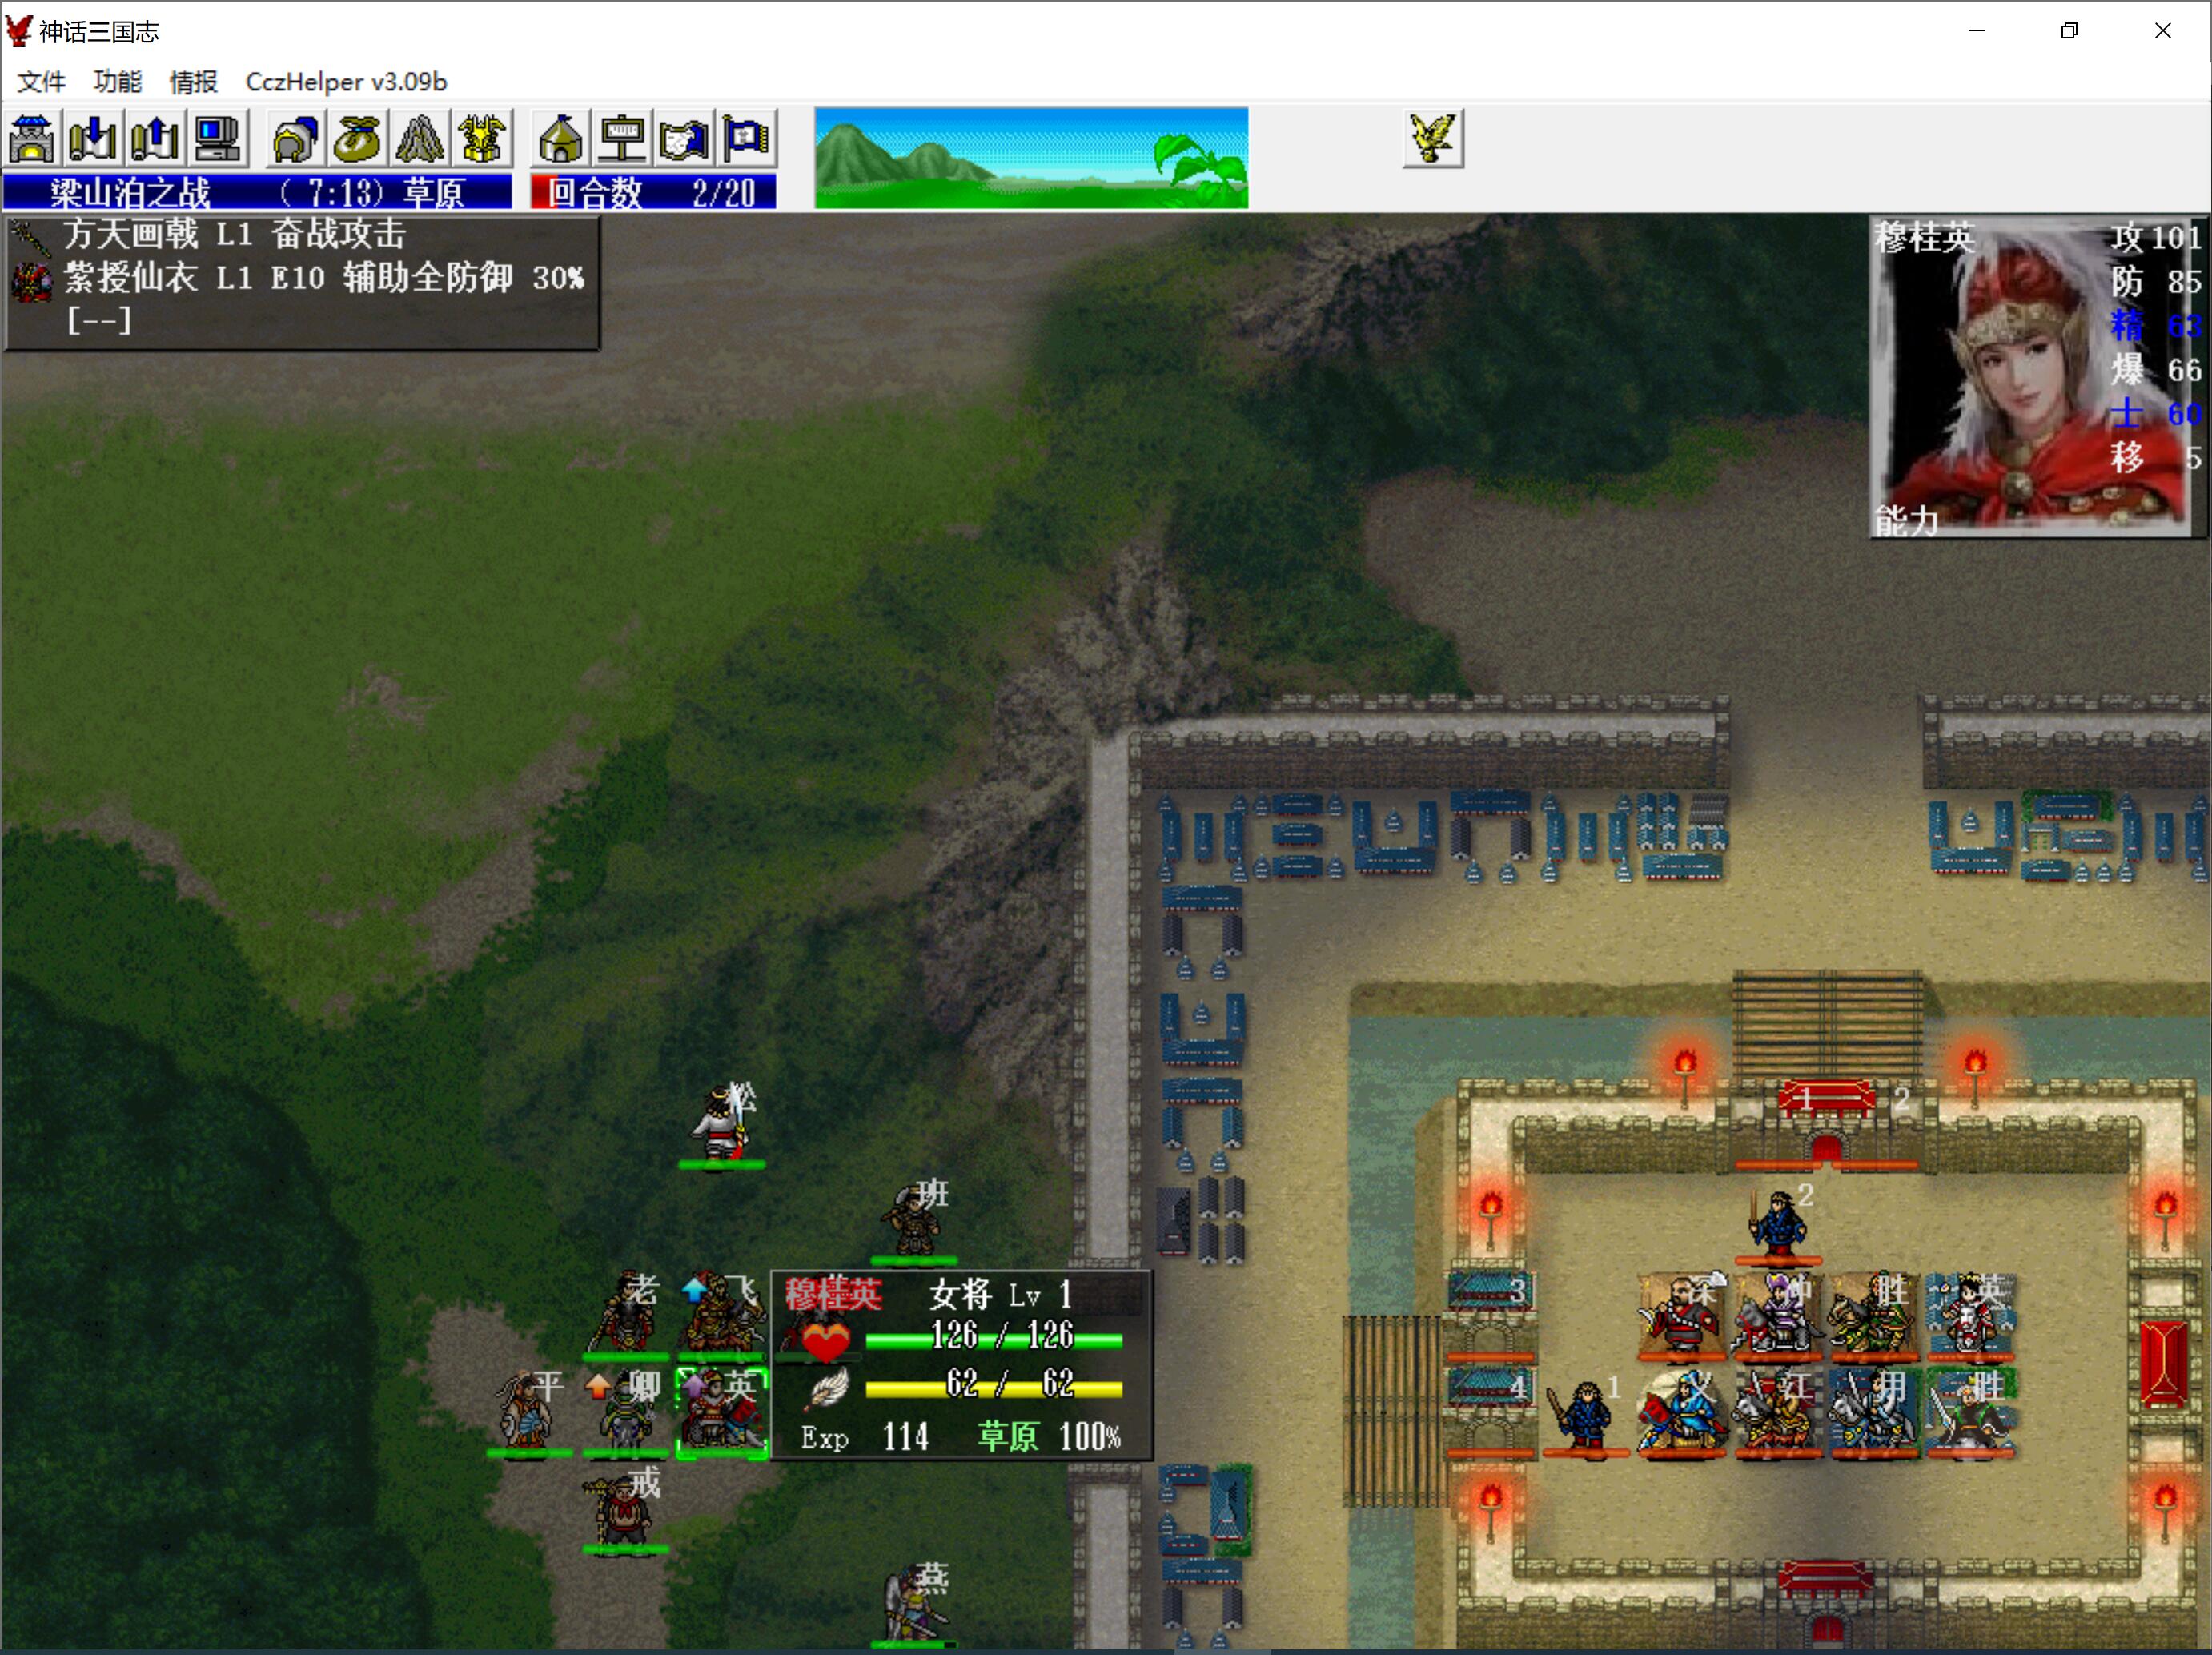 神话三国志
文件 功能 情报 CczHelper v3.09b
梁山泊之战 ( 7:13) 草原 回合数 2/20
方天画戟 L1 奋战攻击
紫授仙衣 L1 E10 辅助全防御 30%
[--]
穆桂英 攻 101
防 85
精 63
爆 66
士 60
移 5
能力
松
1 2
班
2
老 飞 穆桂英 女将 Lv 1
126 / 126
3 冲 胜 英
平 卿 英 62 / 62
4 1 义 江 用 胜
Exp 114 草原 100%
戒
燕